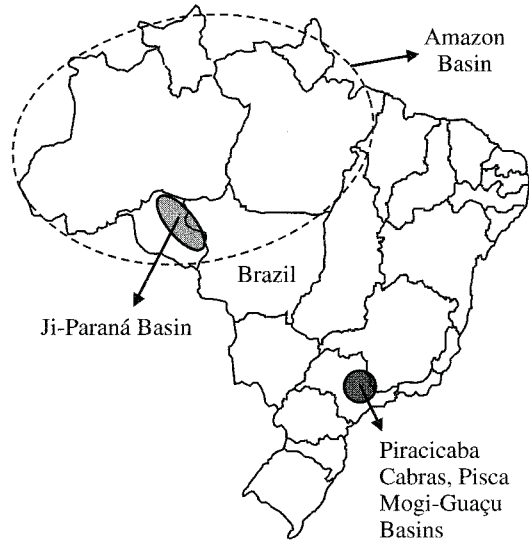 Amazon
Basin
Brazil
Ji-Paraná Basin
Piracicaba
Cabras, Pisca
Mogi-Guaçu
Basins